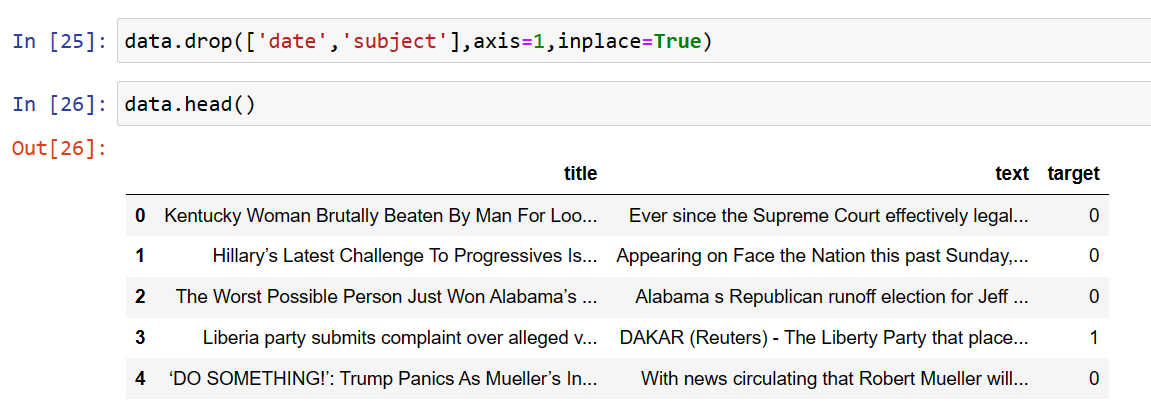 In [25]: data.drop(['date','subject'],axis=1,inplace=True)
In [26]: data.head()
Out[26]:
title text target
0 Kentucky Woman Brutally Beaten By Man For Loo... Ever since the Supreme Court effectively legal... 0
1 Hillary’s Latest Challenge To Progressives Is... Appearing on Face the Nation this past Sunday,... 0
2 The Worst Possible Person Just Won Alabama’s ... Alabama s Republican runoff election for Jeff ... 0
3 Liberia party submits complaint over alleged v... DAKAR (Reuters) - The Liberty Party that place... 1
4 ‘DO SOMETHING!’: Trump Panics As Mueller’s In... With news circulating that Robert Mueller will... 0